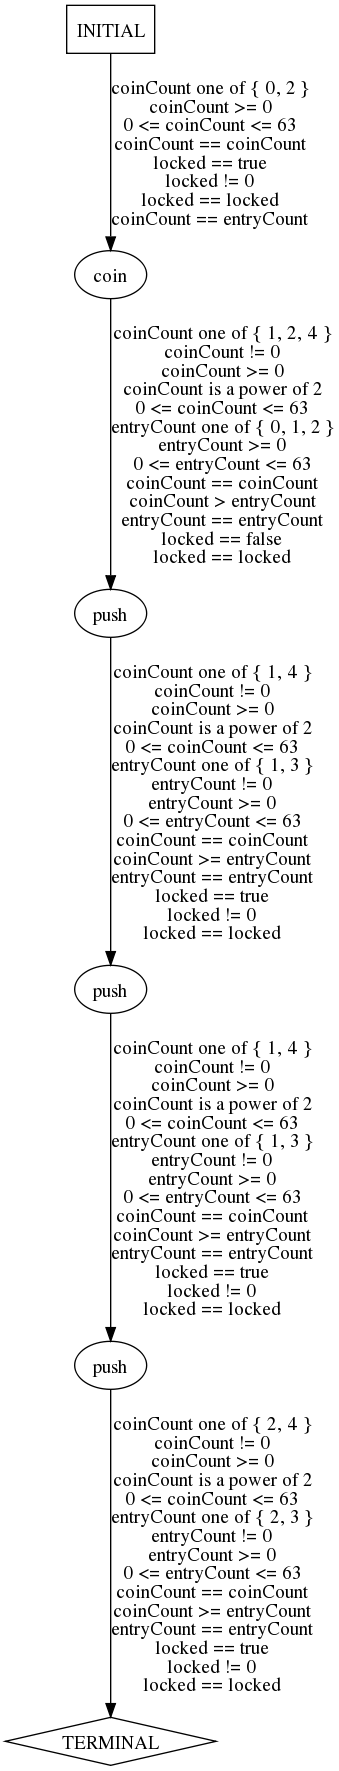 INITIAL
coinCount one of { 0, 2 }
coinCount >= 0
0 <= coinCount <= 63
coinCount == coinCount
locked == true
locked != 0
locked == locked
coinCount == entryCount
coin
coinCount one of { 1, 2, 4 }
coinCount != 0
coinCount >= 0
coinCount is a power of 2
0 <= coinCount <= 63
entryCount one of { 0, 1, 2 }
entryCount >= 0
0 <= entryCount <= 63
coinCount == coinCount
coinCount > entryCount
entryCount == entryCount
locked == false
locked == locked
push
coinCount one of { 1, 4 }
coinCount != 0
coinCount >= 0
coinCount is a power of 2
0 <= coinCount <= 63
entryCount one of { 1, 3 }
entryCount != 0
entryCount >= 0
0 <= entryCount <= 63
coinCount == coinCount
coinCount >= entryCount
entryCount == entryCount
locked == true
locked != 0
locked == locked
push
coinCount one of { 1, 4 }
coinCount != 0
coinCount >= 0
coinCount is a power of 2
0 <= coinCount <= 63
entryCount one of { 1, 3 }
entryCount != 0
entryCount >= 0
0 <= entryCount <= 63
coinCount == coinCount
coinCount >= entryCount
entryCount == entryCount
locked == true
locked != 0
locked == locked
push
coinCount one of { 2, 4 }
coinCount != 0
coinCount >= 0
coinCount is a power of 2
0 <= coinCount <= 63
entryCount one of { 2, 3 }
entryCount != 0
entryCount >= 0
0 <= entryCount <= 63
coinCount == coinCount
coinCount >= entryCount
entryCount == entryCount
locked == true
locked != 0
locked == locked
TERMINAL